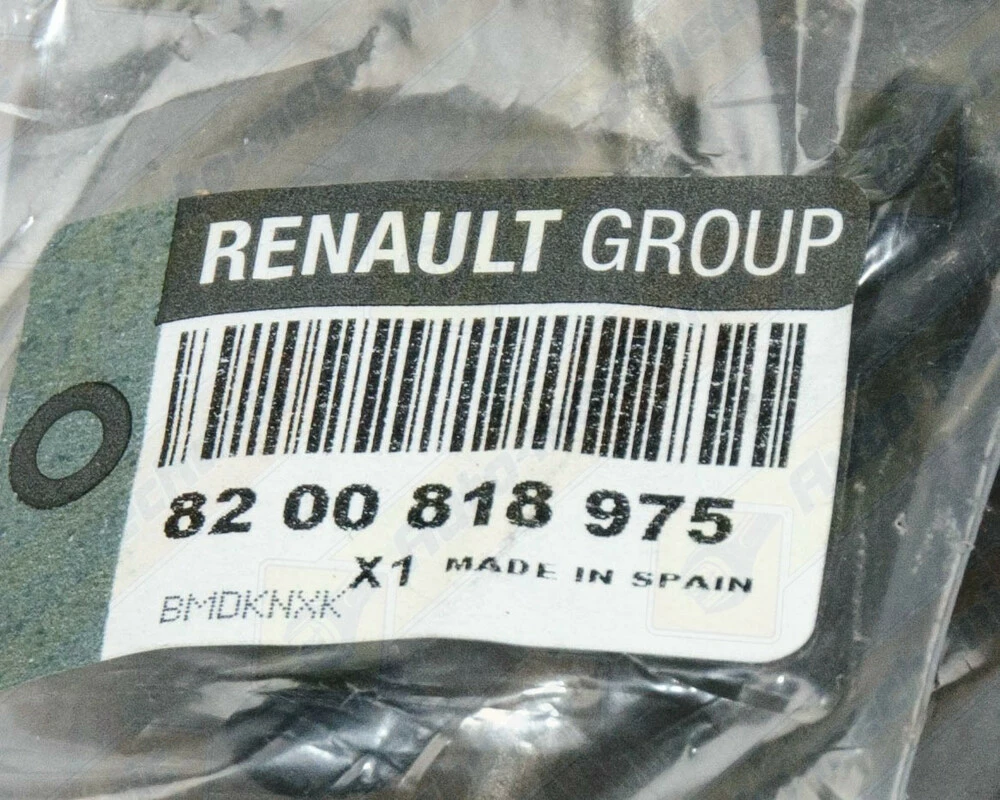 RENAULT GROUP
82 00 818 975
X1 MADE IN SPAIN
BMDKNXK